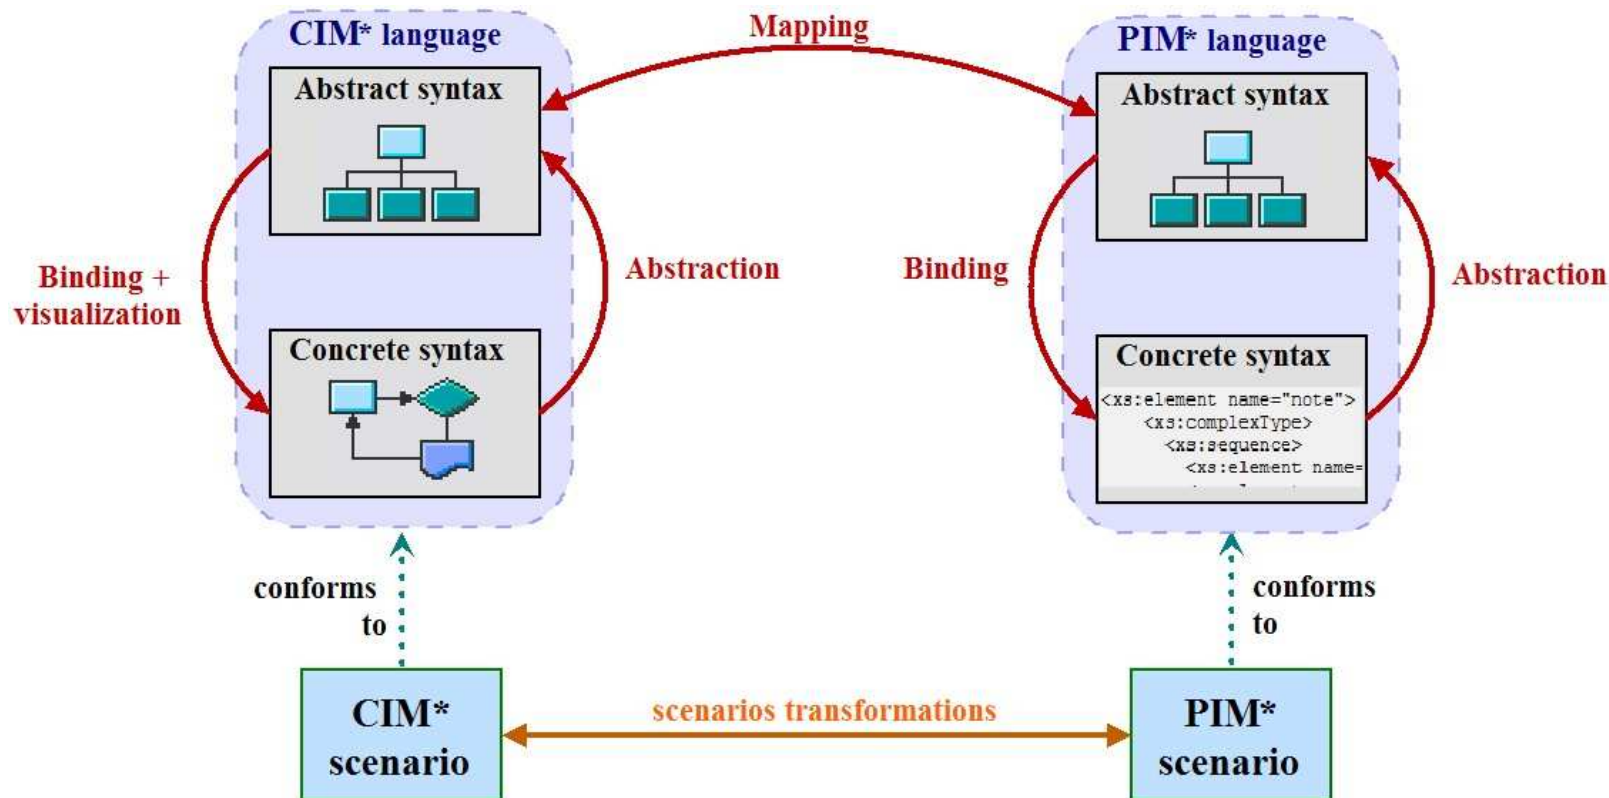 CIM* language
Abstract syntax
Binding +
visualization
Abstraction
Concrete syntax
Mapping
PIM* language
Abstract syntax
Binding
Abstraction
Concrete syntax
<xs:element name="note">
<xs:complexType>
<xs:sequence>
<xs:element name=
conforms
to
conforms
to
CIM*
scenario
scenarios transformations
PIM*
scenario